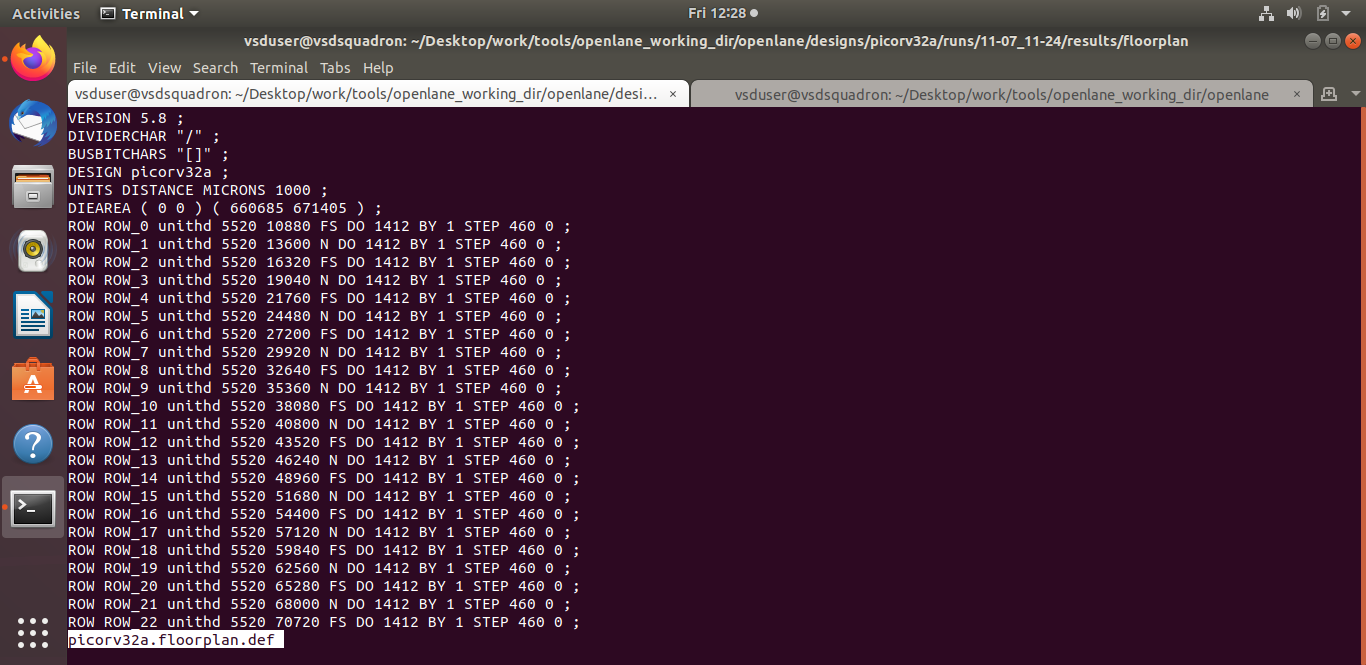 Activities
Terminal
Fri 12:28
vsduser@vsdsquadron: ~/Desktop/work/tools/openlane_working_dir/openlane/designs/picorv32a/runs/11-07_11-24/results/floorplan
File Edit View Search Terminal Tabs Help
vsduser@vsdsquadron: ~/Desktop/work/tools/openlane_working_dir/openlane/desi... ×
vsduser@vsdsquadron: ~/Desktop/work/tools/openlane_working_dir/openlane ×
VERSION 5.8 ;
DIVIDERCHAR "/" ;
BUSBITCHARS "[]" ;
DESIGN picorv32a ;
UNITS DISTANCE MICRONS 1000 ;
DIEAREA ( 0 0 ) ( 660685 671405 ) ;
ROW ROW_0 unithd 5520 10880 FS DO 1412 BY 1 STEP 460 0 ;
ROW ROW_1 unithd 5520 13600 N DO 1412 BY 1 STEP 460 0 ;
ROW ROW_2 unithd 5520 16320 FS DO 1412 BY 1 STEP 460 0 ;
ROW ROW_3 unithd 5520 19040 N DO 1412 BY 1 STEP 460 0 ;
ROW ROW_4 unithd 5520 21760 FS DO 1412 BY 1 STEP 460 0 ;
ROW ROW_5 unithd 5520 24480 N DO 1412 BY 1 STEP 460 0 ;
ROW ROW_6 unithd 5520 27200 FS DO 1412 BY 1 STEP 460 0 ;
ROW ROW_7 unithd 5520 29920 N DO 1412 BY 1 STEP 460 0 ;
ROW ROW_8 unithd 5520 32640 FS DO 1412 BY 1 STEP 460 0 ;
ROW ROW_9 unithd 5520 35360 N DO 1412 BY 1 STEP 460 0 ;
ROW ROW_10 unithd 5520 38080 FS DO 1412 BY 1 STEP 460 0 ;
ROW ROW_11 unithd 5520 40800 N DO 1412 BY 1 STEP 460 0 ;
ROW ROW_12 unithd 5520 43520 FS DO 1412 BY 1 STEP 460 0 ;
ROW ROW_13 unithd 5520 46240 N DO 1412 BY 1 STEP 460 0 ;
ROW ROW_14 unithd 5520 48960 FS DO 1412 BY 1 STEP 460 0 ;
ROW ROW_15 unithd 5520 51680 N DO 1412 BY 1 STEP 460 0 ;
ROW ROW_16 unithd 5520 54400 FS DO 1412 BY 1 STEP 460 0 ;
ROW ROW_17 unithd 5520 57120 N DO 1412 BY 1 STEP 460 0 ;
ROW ROW_18 unithd 5520 59840 FS DO 1412 BY 1 STEP 460 0 ;
ROW ROW_19 unithd 5520 62560 N DO 1412 BY 1 STEP 460 0 ;
ROW ROW_20 unithd 5520 65280 FS DO 1412 BY 1 STEP 460 0 ;
ROW ROW_21 unithd 5520 68000 N DO 1412 BY 1 STEP 460 0 ;
ROW ROW_22 unithd 5520 70720 FS DO 1412 BY 1 STEP 460 0 ;
picorv32a.floorplan.def